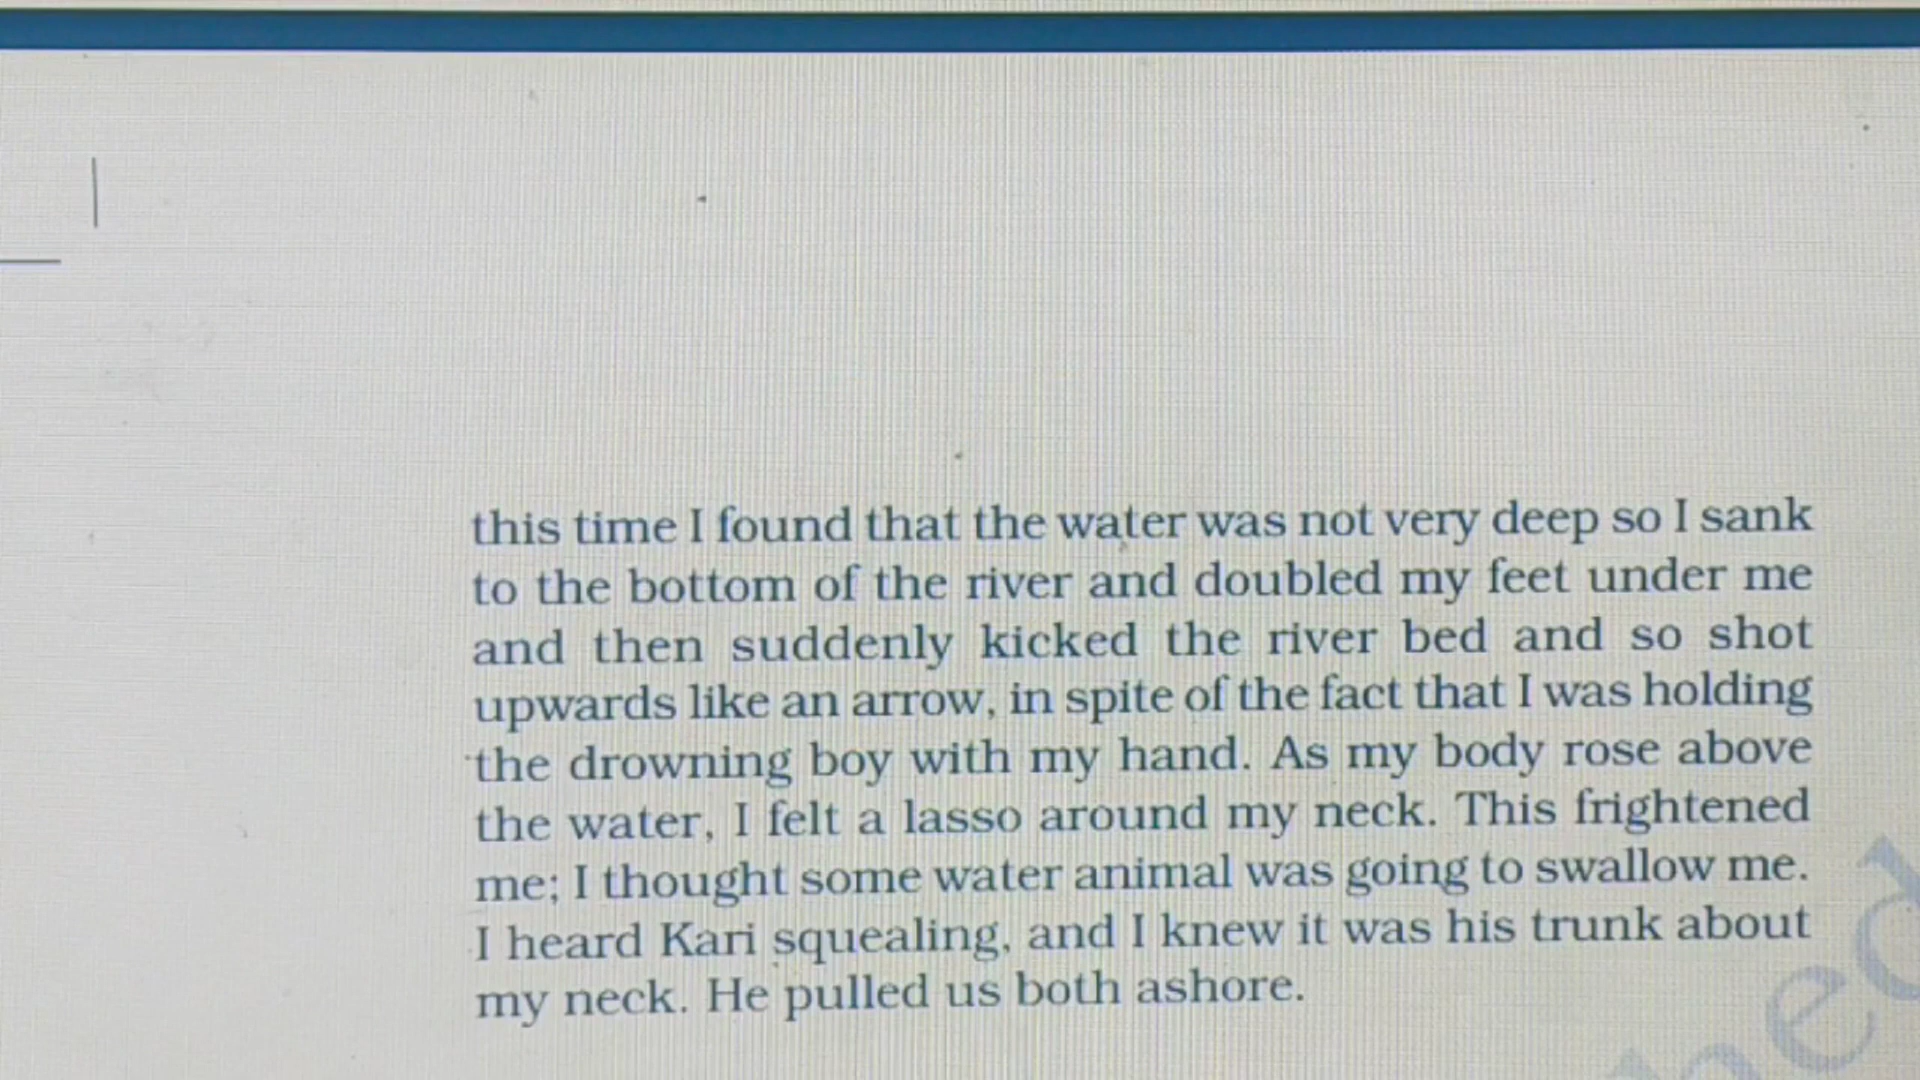 this time I found that the water was not very deep so I sank
to the bottom of the river and doubled my feet under me
and then suddenly kicked the river bed and so shot
upwards like an arrow, in spite of the fact that I was holding
the drowning boy with my hand. As my body rose above
the water, I felt a lasso around my neck. This frightened
me; I thought some water animal was going to swallow me.
I heard Kari squealing, and I knew it was his trunk about
my neck. He pulled us both ashore.